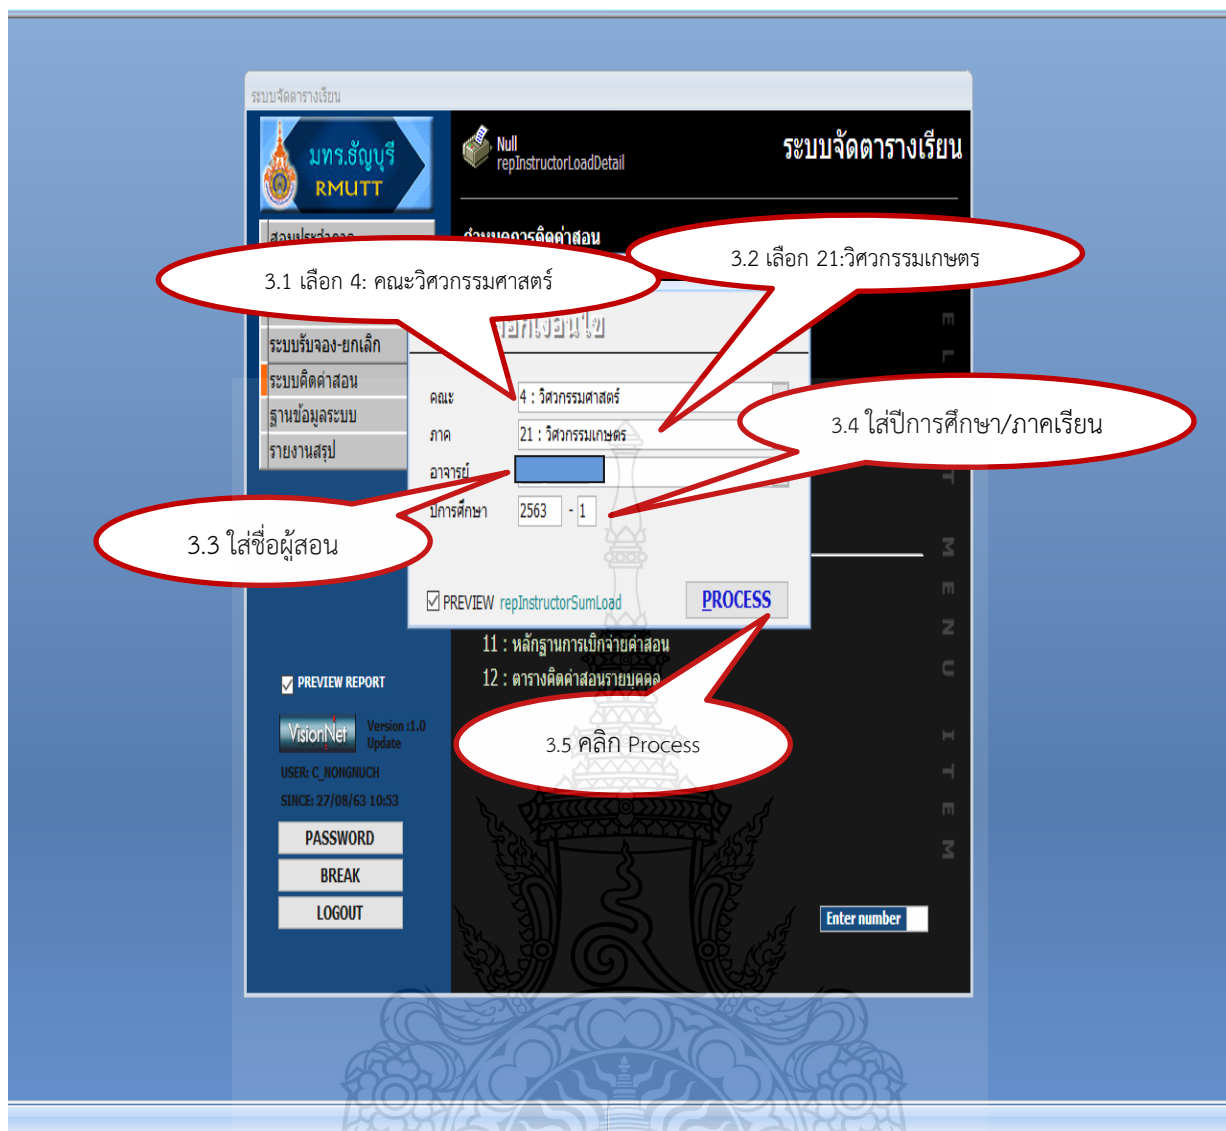 ระบบจัดตารางเรียน
มทร.ธัญบุรี
RMUTT
Null
repInstructorLoadDetail
ระบบจัดตารางเรียน
3.1 เลือก 4: คณะวิศวกรรมศาสตร์
3.2 เลือก 21:วิศวกรรมเกษตร
ระบบรับจอง-ยกเลิก
ระบบคิดค่าสอน
ฐานข้อมูลระบบ
รายงานสรุป
คณะ 4 : วิศวกรรมศาสตร์
ภาค 21 : วิศวกรรมเกษตร
อาจารย์
ปีการศึกษา 2563 - 1
3.4 ใส่ปีการศึกษา/ภาคเรียน
3.3 ใส่ชื่อผู้สอน
PREVIEW repInstructorSumLoad
PROCESS
11 : หลักฐานการเบิกจ่ายค่าสอน
12 : ตารางคิดค่าสอนรายบุคคล
3.5 คลิก Process
PREVIEW REPORT
VisionNet
Version :1.0
Update
USER: C_NONGNUCH
SINCE: 27/08/63 10:53
PASSWORD
BREAK
LOGOUT
Enter number